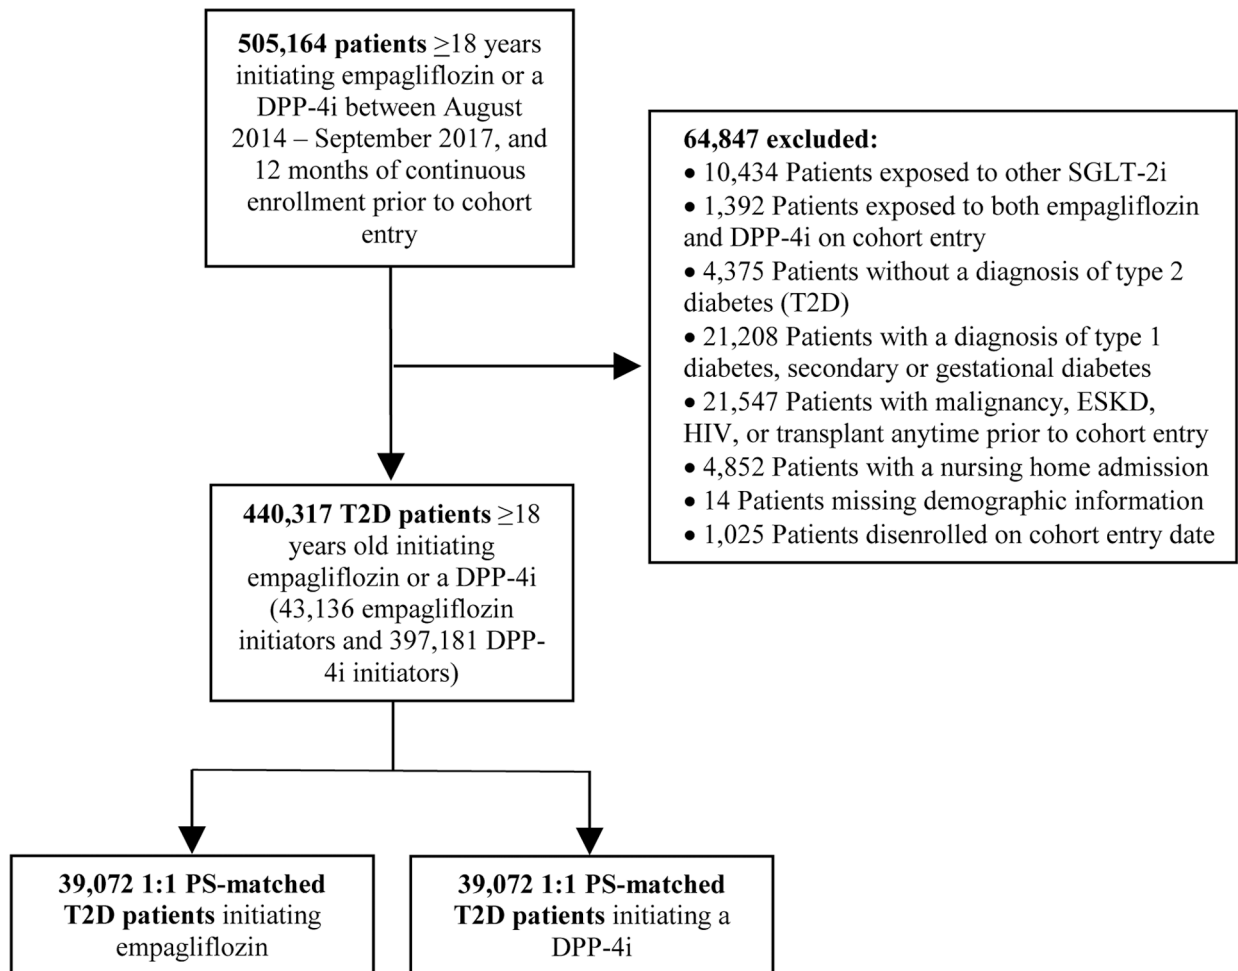 505,164 patients ≥18 years
initiating empagliflozin or a
DPP-4i between August
2014 – September 2017, and
12 months of continuous
enrollment prior to cohort
entry
64,847 excluded:
• 10,434 Patients exposed to other SGLT-2i
• 1,392 Patients exposed to both empagliflozin
and DPP-4i on cohort entry
• 4,375 Patients without a diagnosis of type 2
diabetes (T2D)
• 21,208 Patients with a diagnosis of type 1
diabetes, secondary or gestational diabetes
• 21,547 Patients with malignancy, ESKD,
HIV, or transplant anytime prior to cohort entry
• 4,852 Patients with a nursing home admission
• 14 Patients missing demographic information
• 1,025 Patients disenrolled on cohort entry date
440,317 T2D patients ≥18
years old initiating
empagliflozin or a DPP-4i
(43,136 empagliflozin
initiators and 397,181 DPP-
4i initiators)
39,072 1:1 PS-matched
T2D patients initiating
empagliflozin
39,072 1:1 PS-matched
T2D patients initiating a
DPP-4i